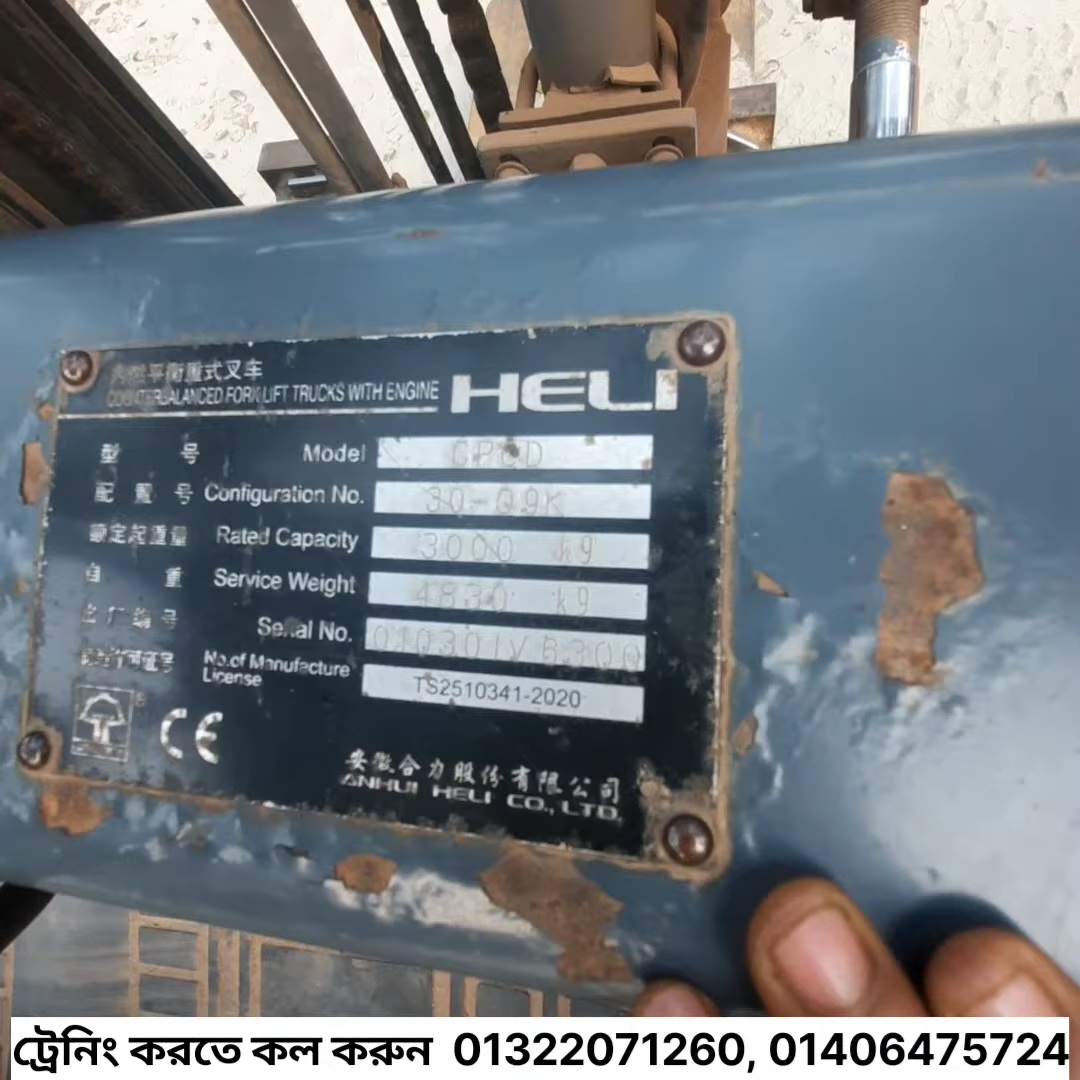 内燃平衡重式叉车
COUNTERBALANCED FORK LIFT TRUCKS WITH ENGINE HELI
型 号 Model CPCD
配置号 Configuration No. 30-Q9K
额定起重量 Rated Capacity 3000 kg
自 重 Service Weight 4830 kg
出厂编号 Serial No.
制造许可证号 No.of Manufacture License TS2510341-2020
CE
安徽合力股份有限公司
ANHUI HELI CO., LTD.
ট্রেনিং করতে কল করুন 01322071260, 01406475724